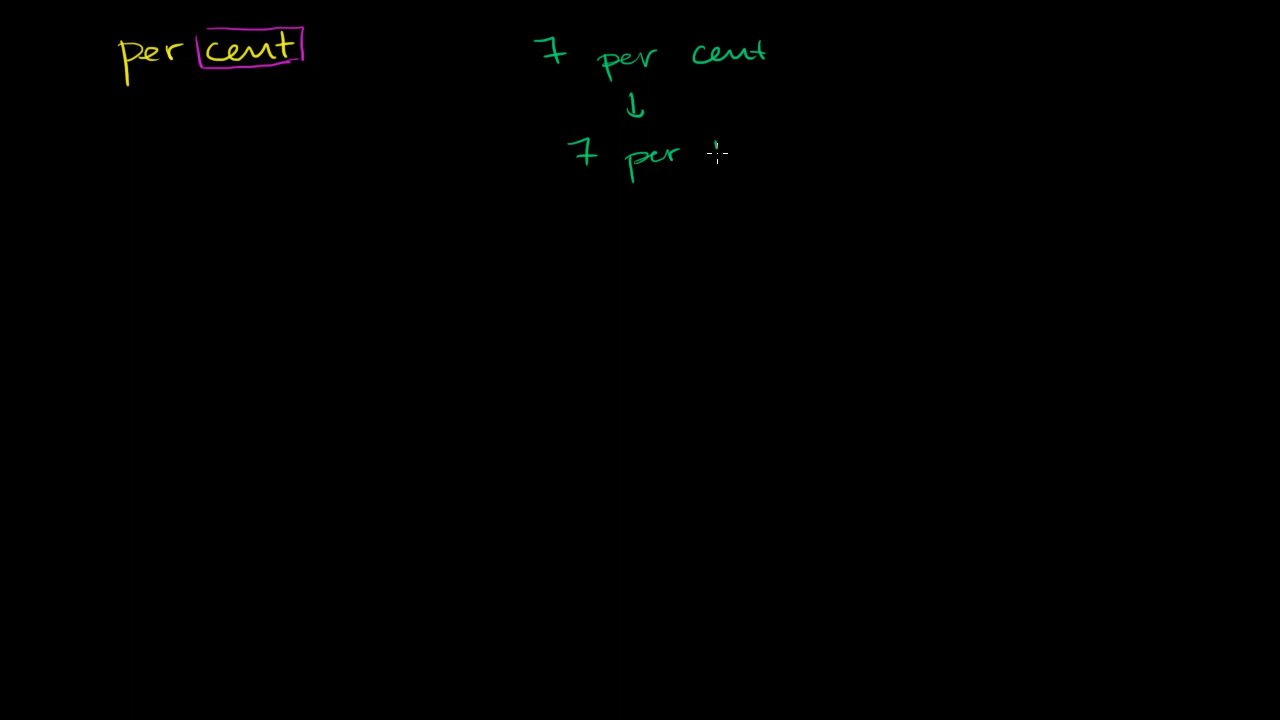 per cent
7 per cent
↓
7 per